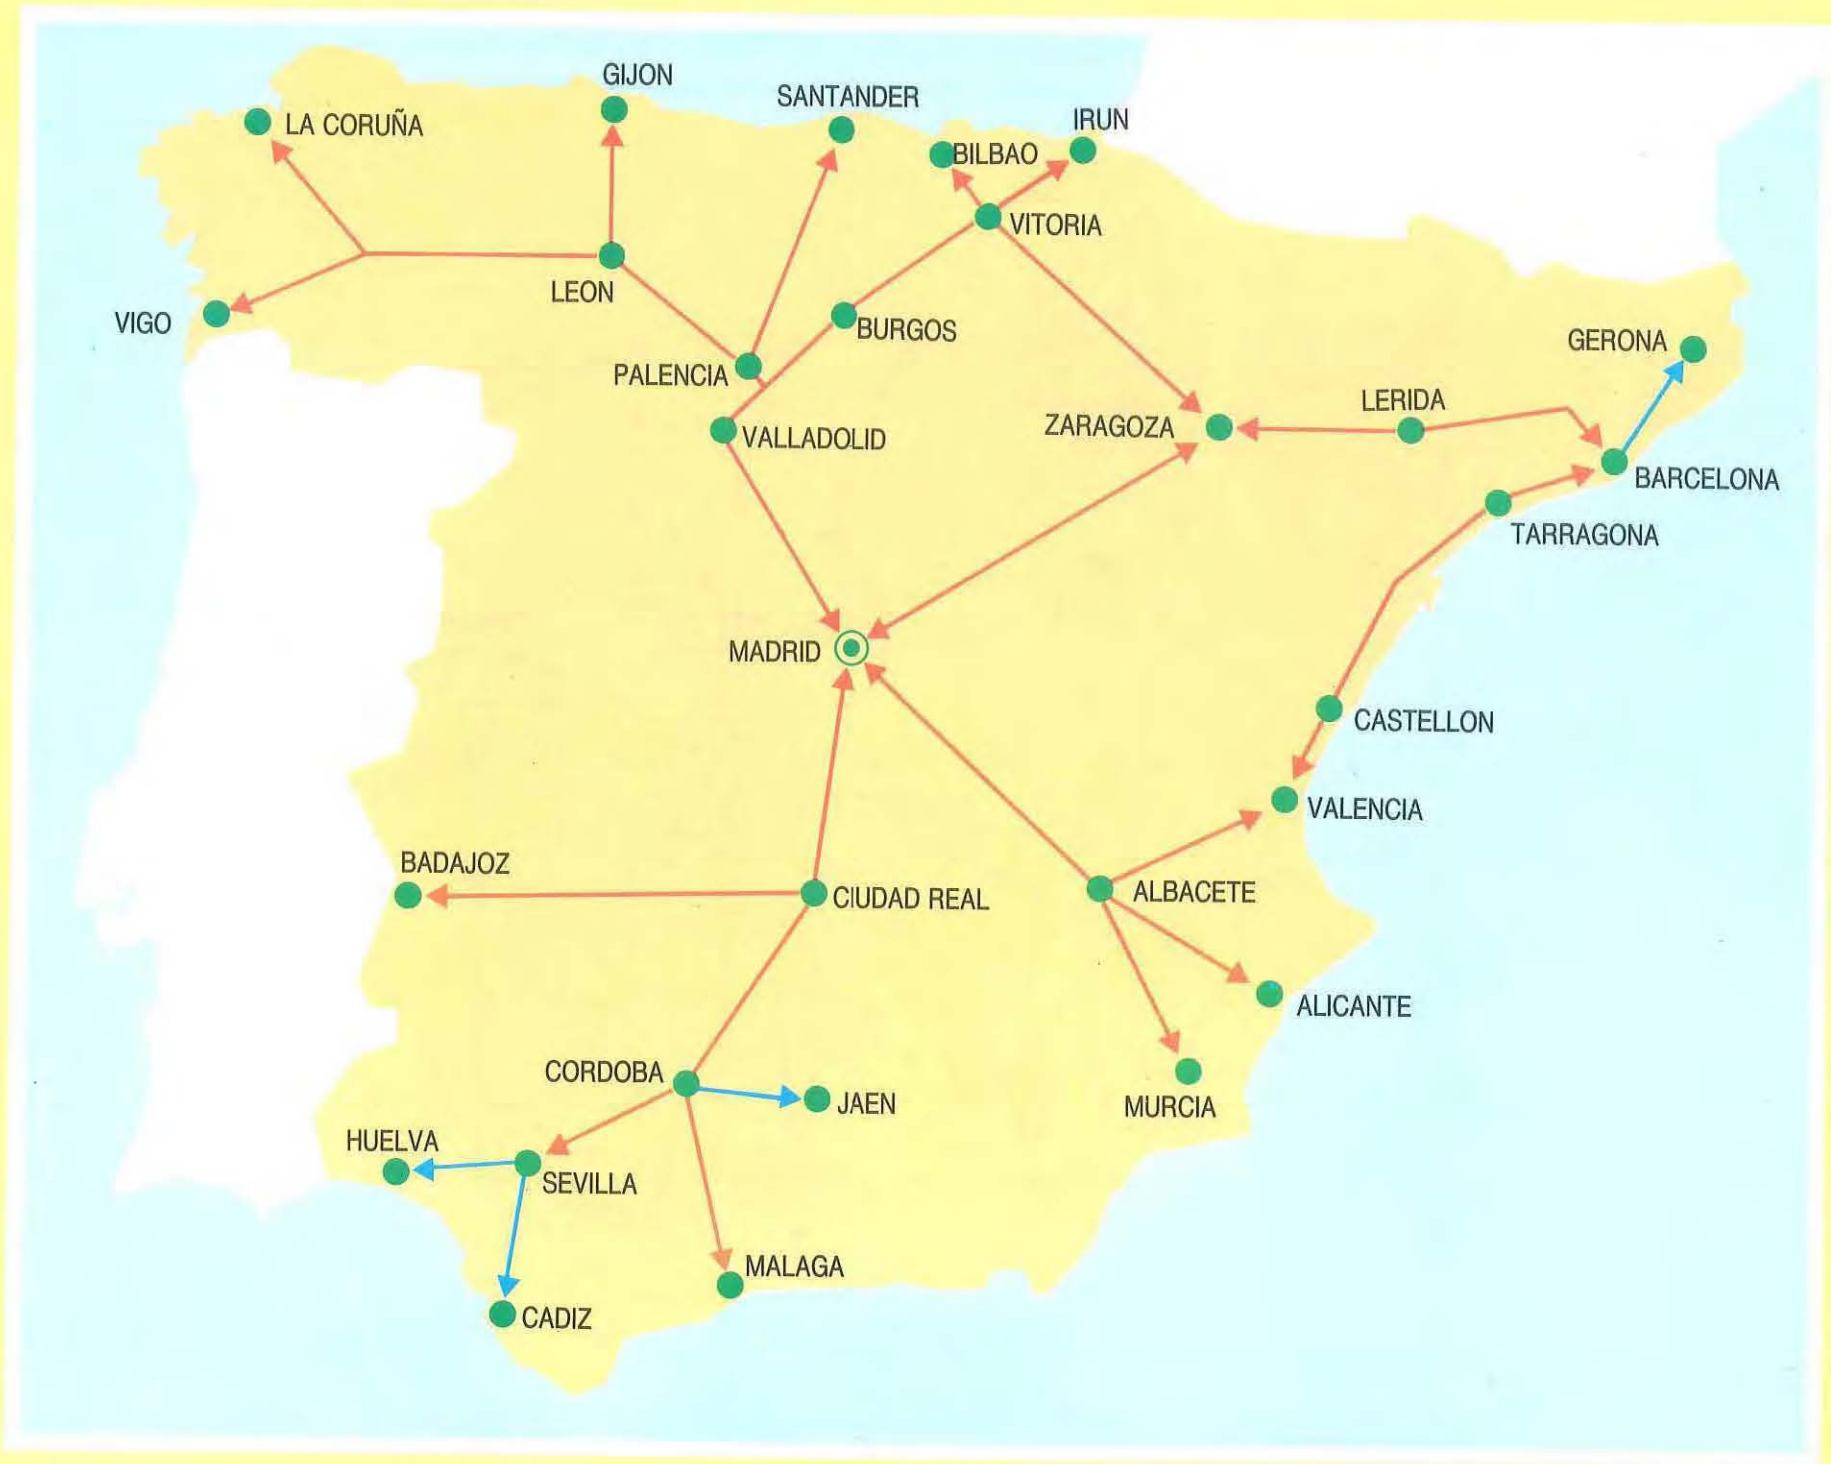 GIJON
SANTANDER
LA CORUÑA
IRUN
BILBAO
VITORIA
LEON
VIGO
BURGOS
GERONA
PALENCIA
LERIDA
ZARAGOZA
VALLADOLID
BARCELONA
TARRAGONA
MADRID
CASTELLON
VALENCIA
BADAJOZ
CIUDAD REAL
ALBACETE
ALICANTE
CORDOBA
JAEN
MURCIA
HUELVA
SEVILLA
MALAGA
CADIZ